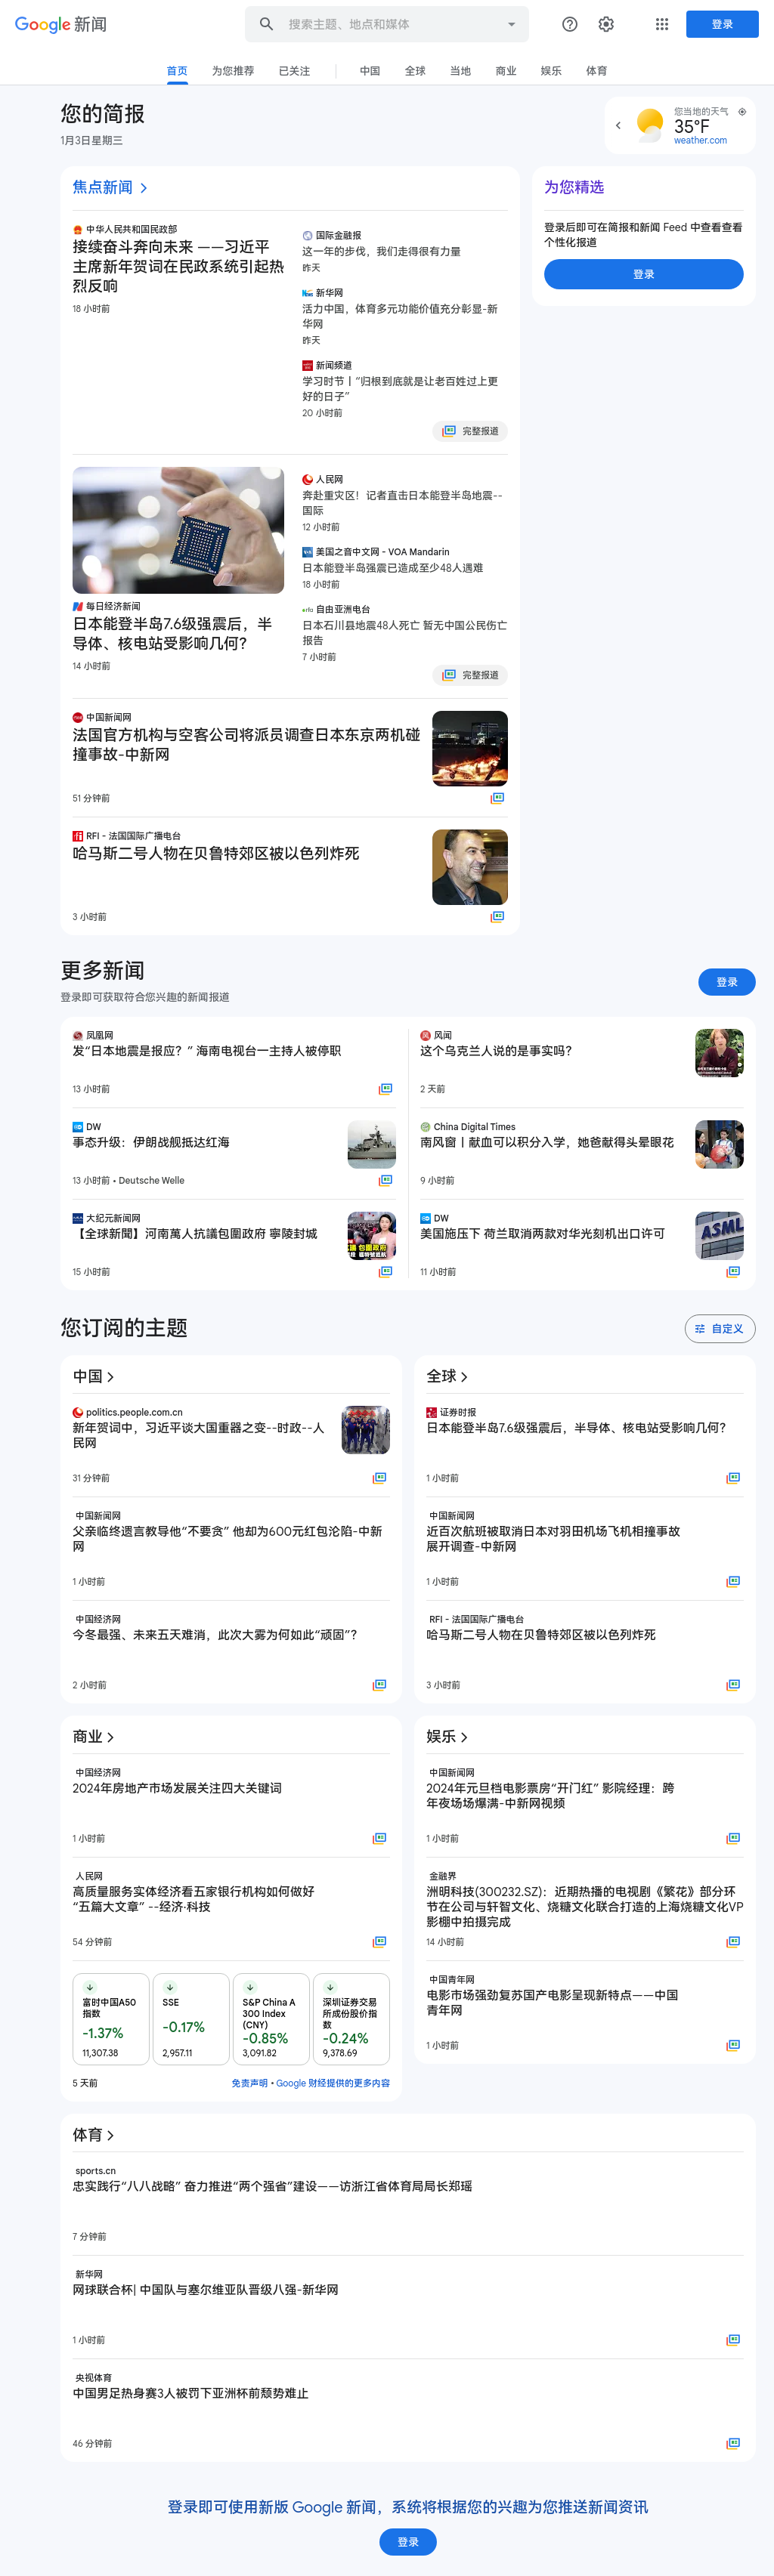 Google 新闻
搜索主题、地点和媒体
登录
首页
为您推荐
已关注
中国
全球
当地
商业
娱乐
体育
您的简报
1月3日星期三
您当地的天气
35°F
weather.com
焦点新闻
中华人民共和国民政部
接续奋斗奔向未来 ——习近平
主席新年贺词在民政系统引起热
烈反响
18 小时前
国际金融报
这一年的步伐，我们走得很有力量
昨天
新华网
活力中国，体育多元功能价值充分彰显-新
华网
昨天
新闻频道
学习时节丨“归根到底就是让老百姓过上更
好的日子”
20 小时前
完整报道
每日经济新闻
日本能登半岛7.6级强震后，半
导体、核电站受影响几何？
14 小时前
人民网
奔赴重灾区！记者直击日本能登半岛地震--
国际
12 小时前
美国之音中文网 - VOA Mandarin
日本能登半岛强震已造成至少48人遇难
18 小时前
自由亚洲电台
日本石川县地震48人死亡 暂无中国公民伤亡
报告
7 小时前
完整报道
中国新闻网
法国官方机构与空客公司将派员调查日本东京两机碰
撞事故-中新网
51 分钟前
RFI - 法国国际广播电台
哈马斯二号人物在贝鲁特郊区被以色列炸死
3 小时前
为您精选
登录后即可在简报和新闻 Feed 中查看查看
个性化报道
登录
更多新闻
登录即可获取符合您兴趣的新闻报道
登录
凤凰网
发“日本地震是报应？” 海南电视台一主持人被停职
13 小时前
DW
事态升级：伊朗战舰抵达红海
13 小时前 • Deutsche Welle
大纪元新闻网
【全球新聞】河南萬人抗議包圍政府 寧陵封城
15 小时前
风闻
这个乌克兰人说的是事实吗？
2 天前
China Digital Times
南风窗丨献血可以积分入学，她爸献得头晕眼花
9 小时前
DW
美国施压下 荷兰取消两款对华光刻机出口许可
ASML
11 小时前
您订阅的主题
自定义
中国
politics.people.com.cn
新年贺词中，习近平谈大国重器之变--时政--人
民网
31 分钟前
中国新闻网
父亲临终遗言教导他“不要贪” 他却为600元红包沦陷-中新
网
1 小时前
中国经济网
今冬最强、未来五天难消，此次大雾为何如此“顽固”？
2 小时前
全球
证券时报
日本能登半岛7.6级强震后，半导体、核电站受影响几何？
1 小时前
中国新闻网
近百次航班被取消日本对羽田机场飞机相撞事故
展开调查-中新网
1 小时前
RFI - 法国国际广播电台
哈马斯二号人物在贝鲁特郊区被以色列炸死
3 小时前
商业
中国经济网
2024年房地产市场发展关注四大关键词
1 小时前
人民网
高质量服务实体经济看五家银行机构如何做好
“五篇大文章” --经济·科技
54 分钟前
富时中国A50
指数
-1.37%
11,307.38
SSE
-0.17%
2,957.11
S&P China A
300 Index
(CNY)
-0.85%
3,091.82
深圳证券交易
所成份股价指
数
-0.24%
9,378.69
5 天前
免责声明 • Google 财经提供的更多内容
娱乐
中国新闻网
2024年元旦档电影票房“开门红” 影院经理：跨
年夜场场爆满-中新网视频
1 小时前
金融界
洲明科技(300232.SZ)：近期热播的电视剧《繁花》部分环
节在公司与轩智文化、烧糖文化联合打造的上海烧糖文化VP
影棚中拍摄完成
14 小时前
中国青年网
电影市场强劲复苏国产电影呈现新特点——中国
青年网
1 小时前
体育
sports.cn
忠实践行“八八战略” 奋力推进“两个强省”建设——访浙江省体育局局长郑瑶
7 分钟前
新华网
网球联合杯| 中国队与塞尔维亚队晋级八强-新华网
1 小时前
央视体育
中国男足热身赛3人被罚下亚洲杯前颓势难止
46 分钟前
登录即可使用新版 Google 新闻，系统将根据您的兴趣为您推送新闻资讯
登录